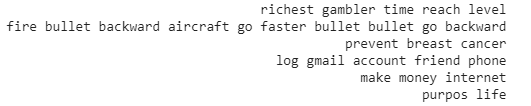 richest gambler time reach level
fire bullet backward aircraft go faster bullet bullet go backward
prevent breast cancer
log gmail account friend phone
make money internet
purpos life